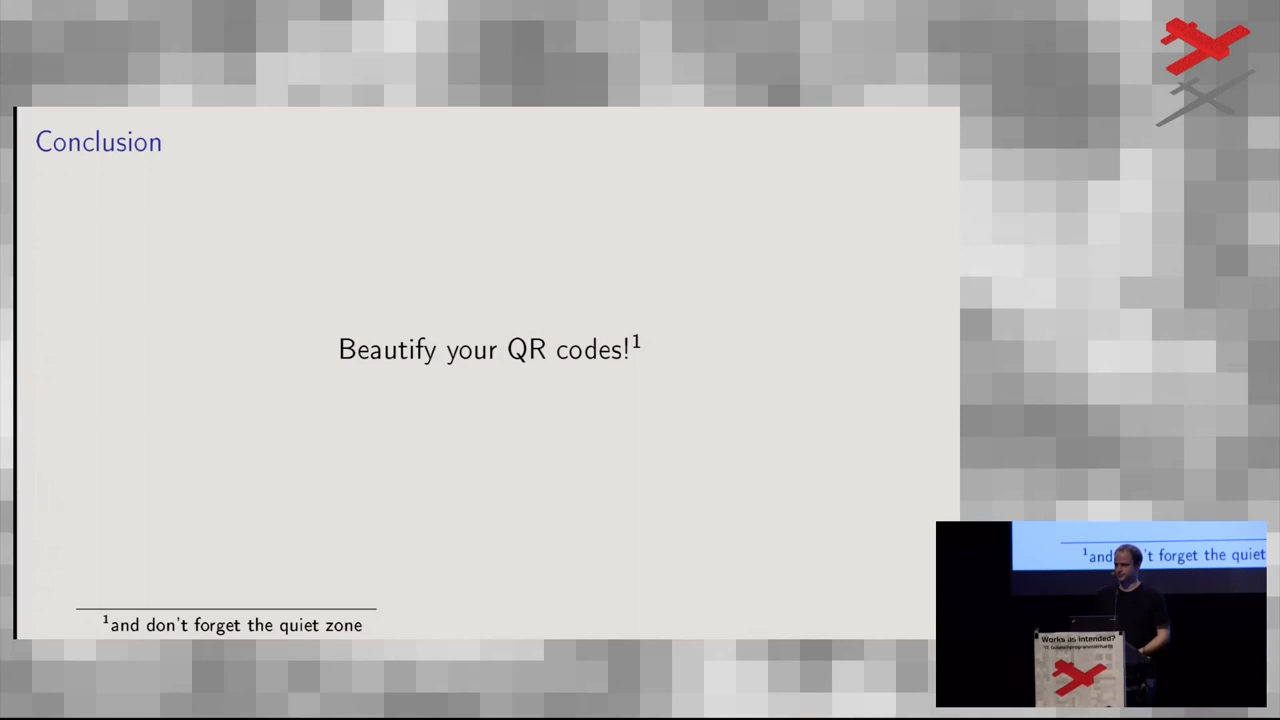 Conclusion
Beautify your QR codes!¹
¹and don't forget the quiet zone
¹and 't forget the quiet
Works as intended?